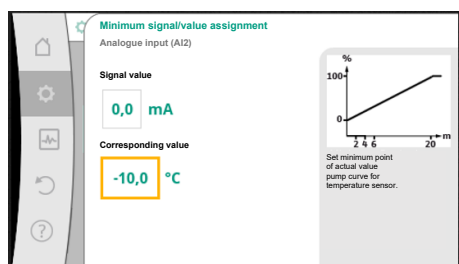 Minimum signal/value assignment
Analogue input (AI2)
Signal value
0,0 mA
Corresponding value
-10,0 °C
%
100
0
2 4 6 20
m
Set minimum point
of actual value
pump curve for
temperature sensor.
?